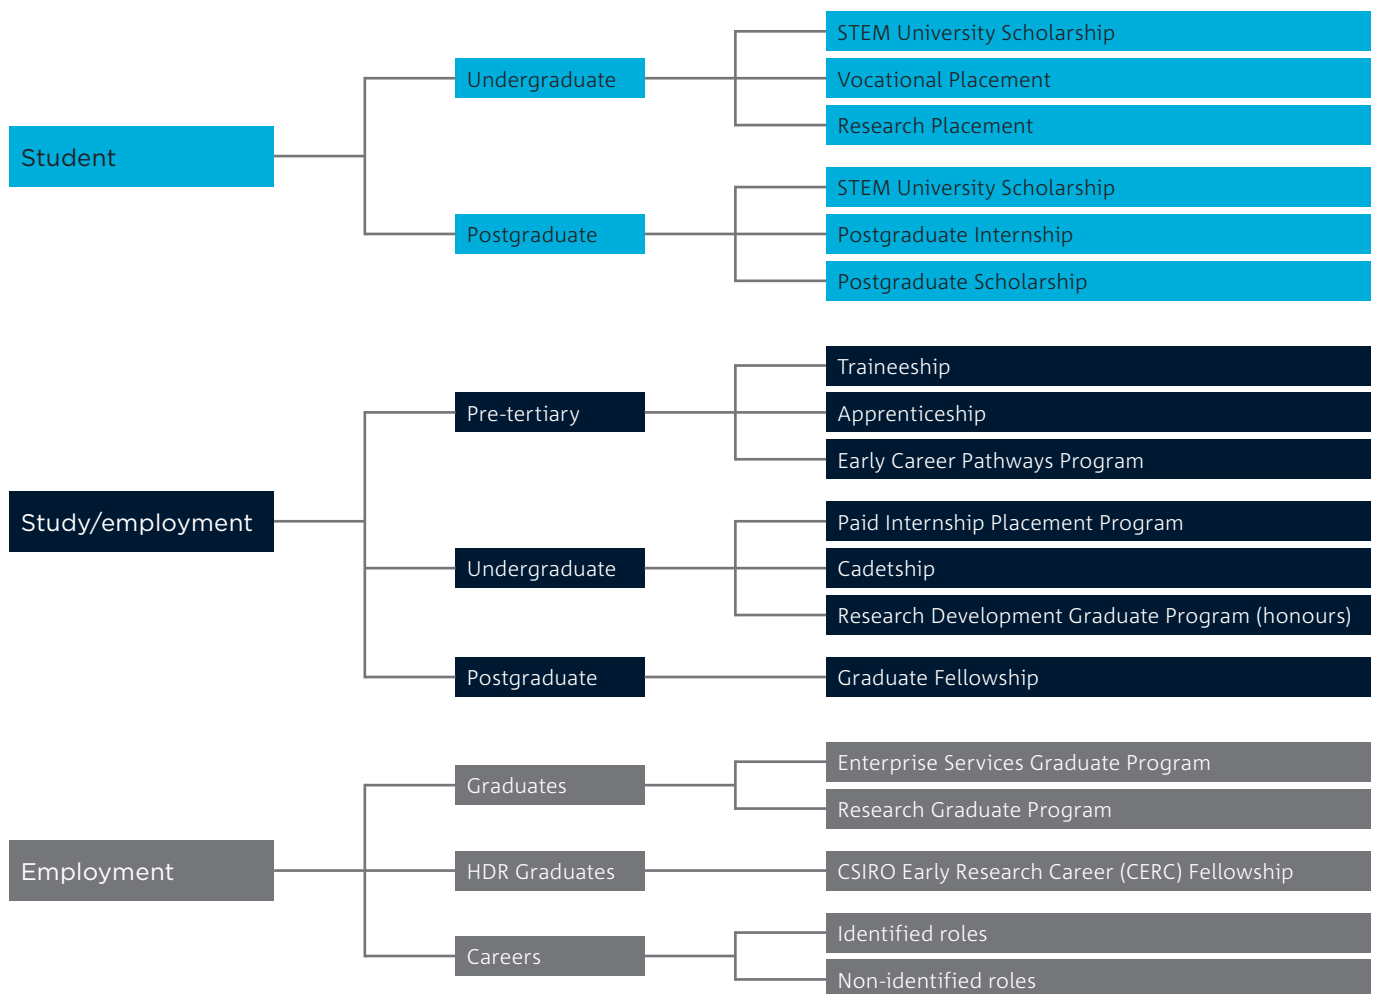 Student
Undergraduate
STEM University Scholarship
Vocational Placement
Research Placement
Postgraduate
STEM University Scholarship
Postgraduate Internship
Postgraduate Scholarship
Study/employment
Pre-tertiary
Traineeship
Apprenticeship
Early Career Pathways Program
Undergraduate
Paid Internship Placement Program
Cadetship
Research Development Graduate Program (honours)
Postgraduate
Graduate Fellowship
Employment
Graduates
Enterprise Services Graduate Program
Research Graduate Program
HDR Graduates
CSIRO Early Research Career (CERC) Fellowship
Careers
Identified roles
Non-identified roles